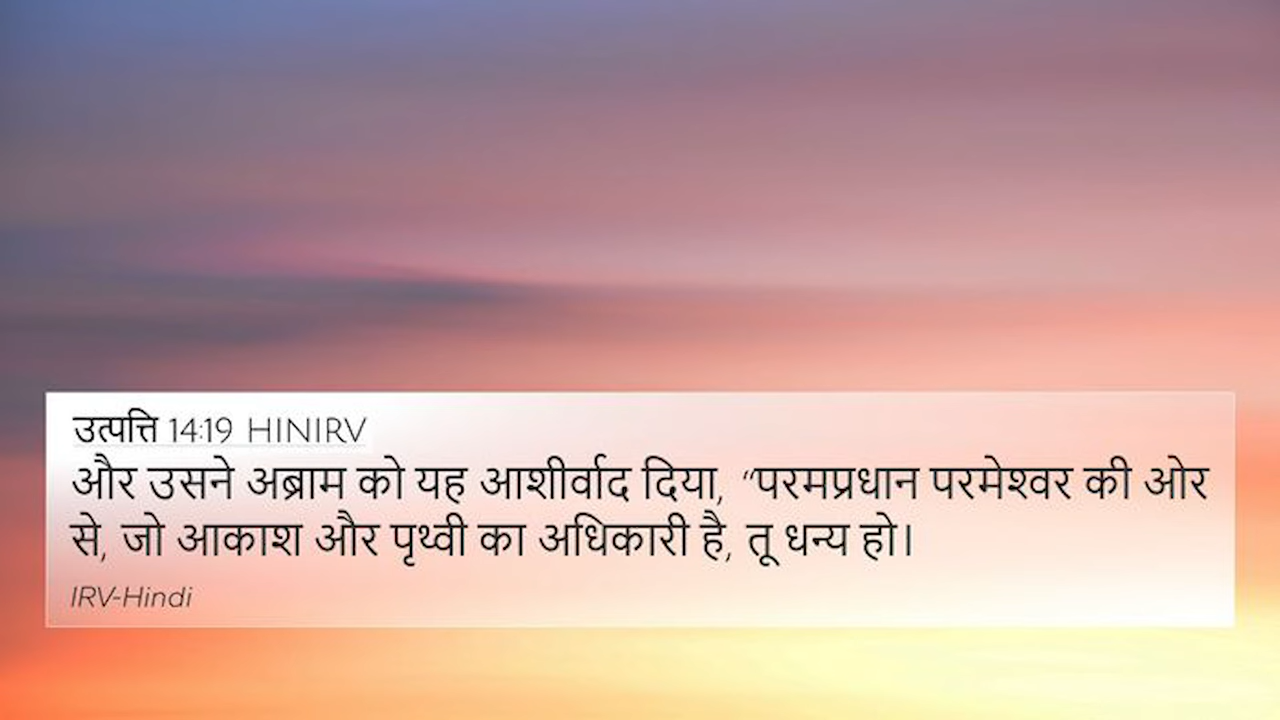 उत्पत्ति 14:19 HINIRV
और उसने अब्राम को यह आशीर्वाद दिया, “परमप्रधान परमेश्वर की ओर
से, जो आकाश और पृथ्वी का अधिकारी है, तू धन्य हो।
IRV-Hindi